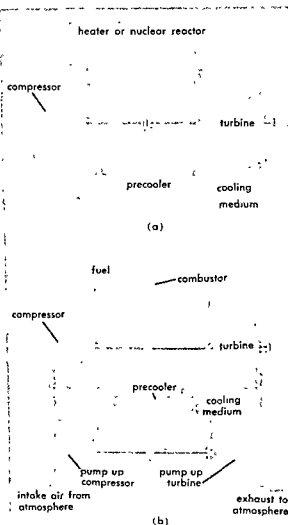 heater or nuclear reactor
compressor
turbine
precooler
cooling
medium
(a)
fuel
combustor
compressor
turbine
precooler
cooling
medium
pump up
compressor
pump up
turbine
intake air from
atmosphere
exhaust to
atmosphere
(b)